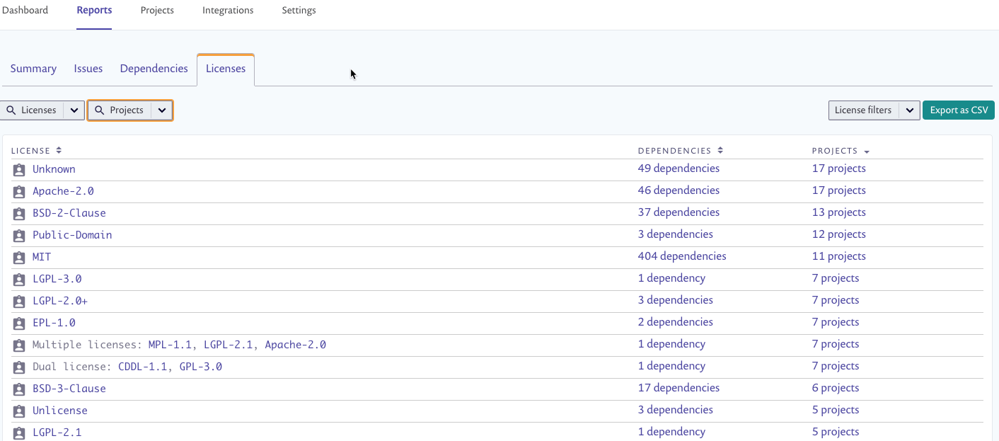 Dashboard Reports Projects Integrations Settings
Summary Issues Dependencies Licenses
Licenses Projects License filters Export as CSV
LICENSE DEPENDENCIES PROJECTS
Unknown 49 dependencies 17 projects
Apache-2.0 46 dependencies 17 projects
BSD-2-Clause 37 dependencies 13 projects
Public-Domain 3 dependencies 12 projects
MIT 404 dependencies 11 projects
LGPL-3.0 1 dependency 7 projects
LGPL-2.0+ 3 dependencies 7 projects
EPL-1.0 2 dependencies 7 projects
Multiple licenses: MPL-1.1, LGPL-2.1, Apache-2.0 1 dependency 7 projects
Dual license: CDDL-1.1, GPL-3.0 1 dependency 7 projects
BSD-3-Clause 17 dependencies 6 projects
Unlicense 3 dependencies 5 projects
LGPL-2.1 1 dependency 5 projects